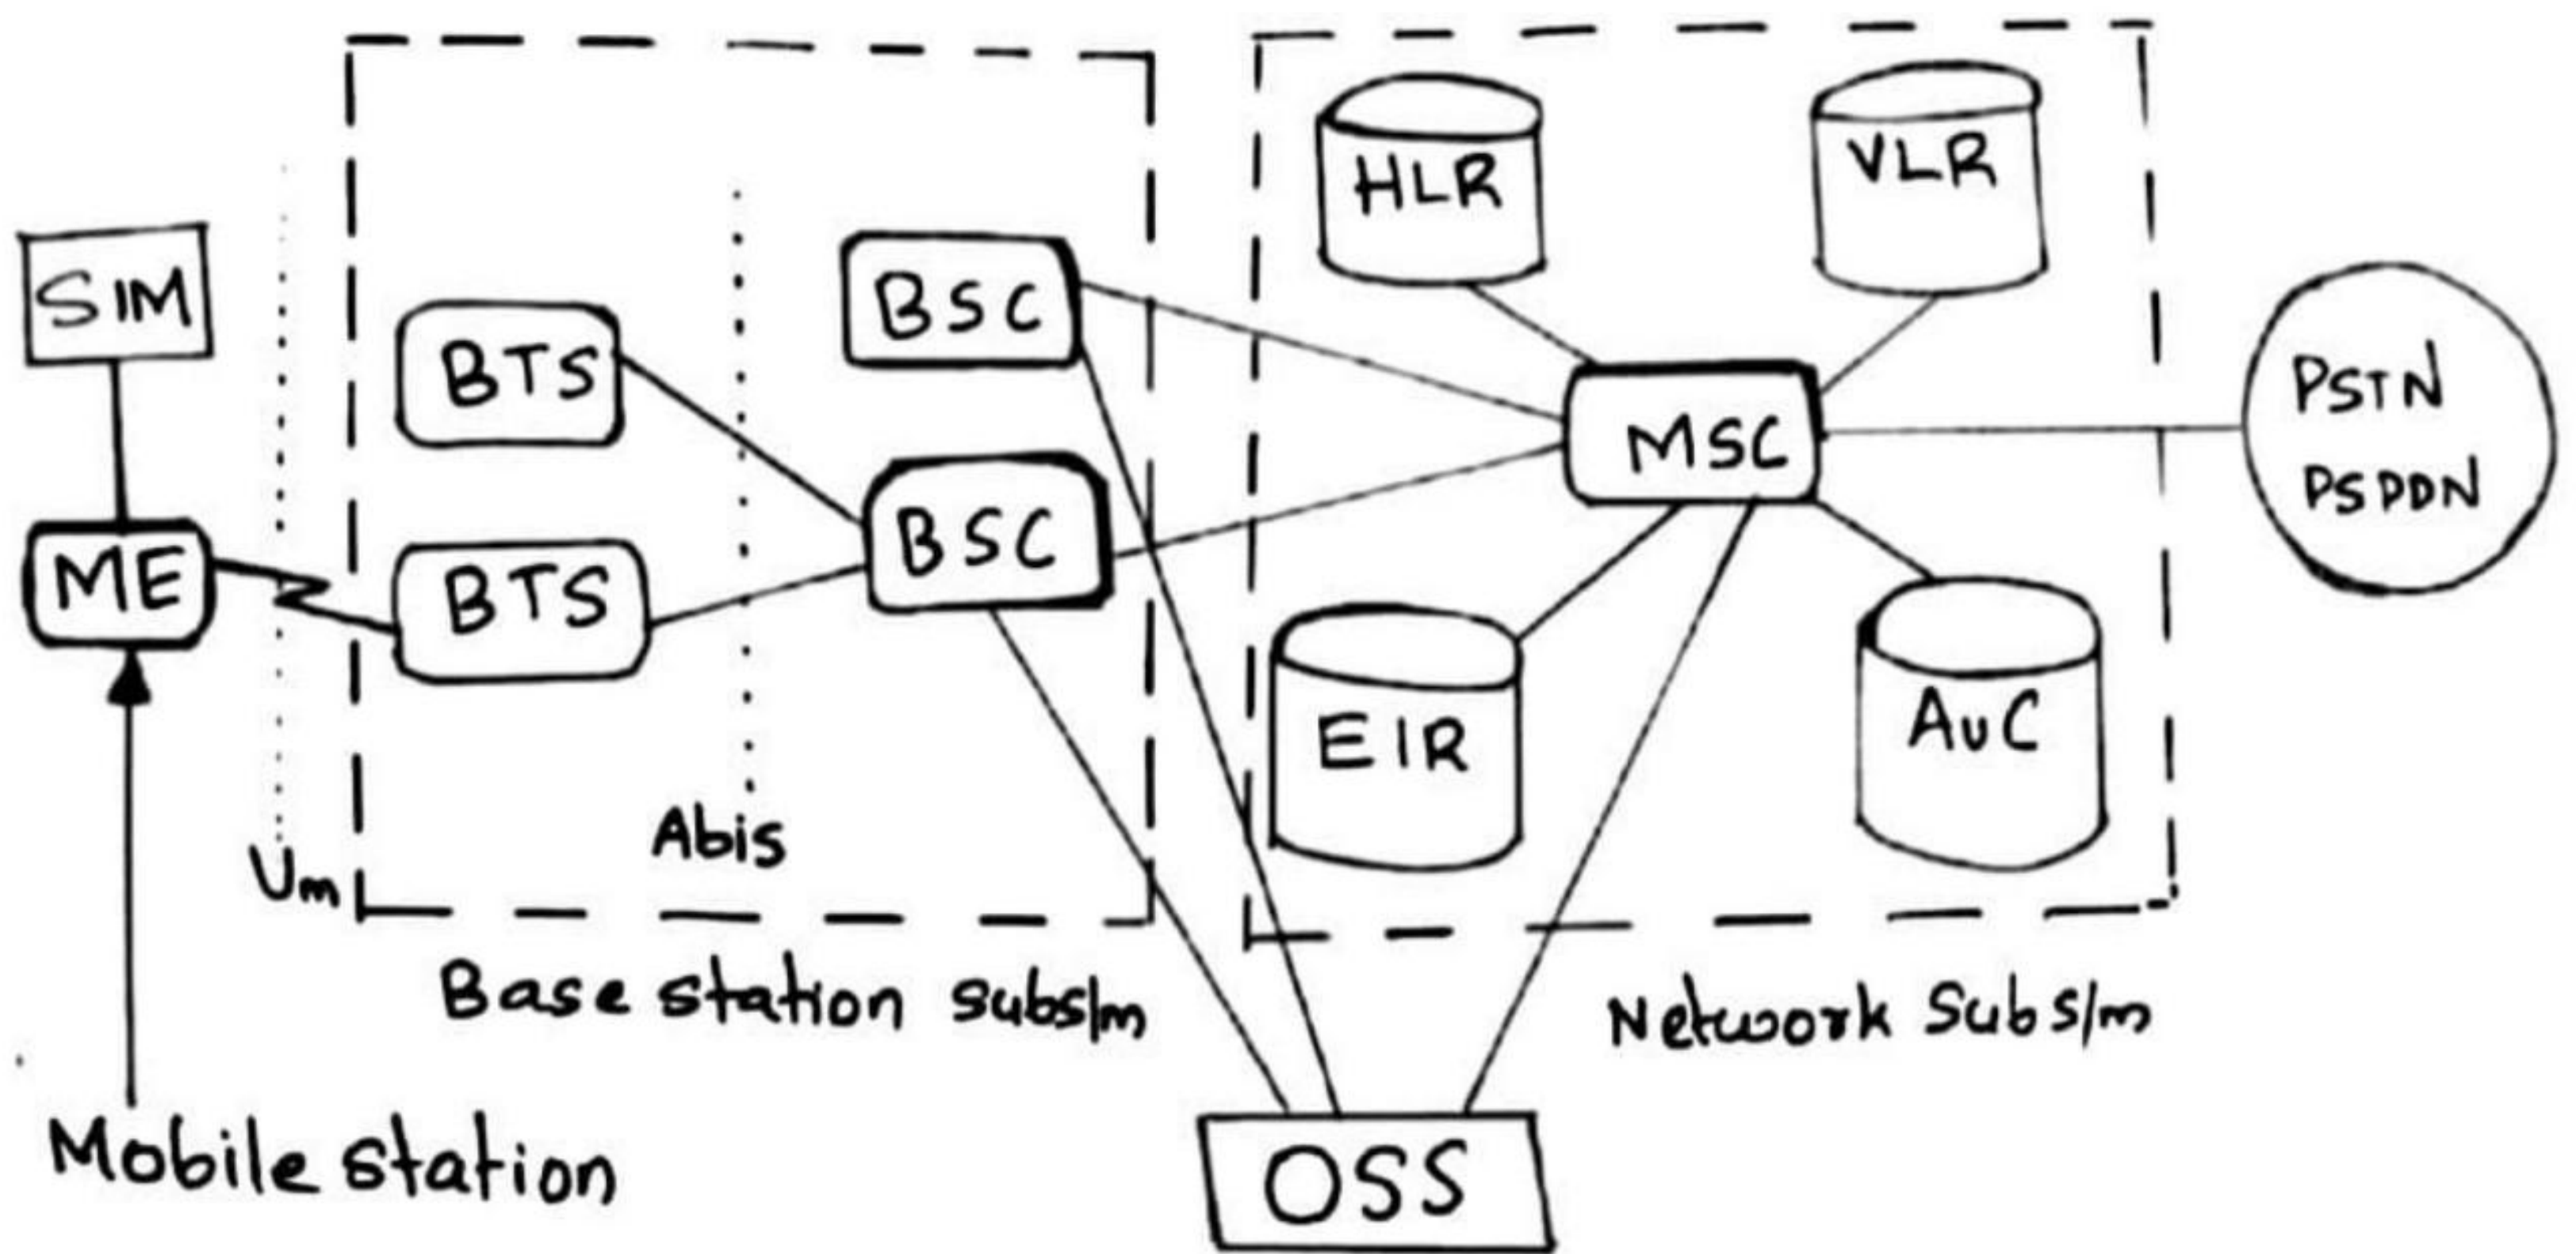 SIM
ME
Mobile station
Um
BTS
BTS
Abis
BSC
BSC
Base station subs/m
HLR
VLR
MSC
EIR
AuC
Network Subs/m
OSS
PSTN
PSPDN